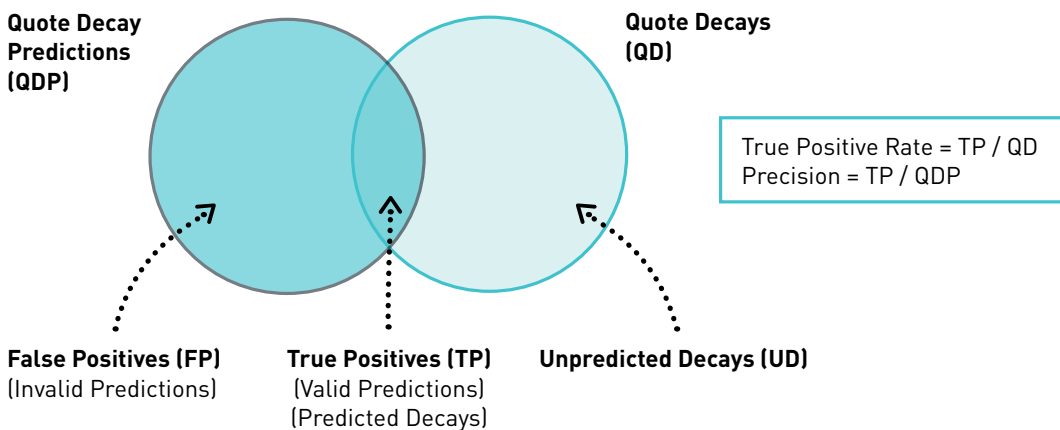 Quote Decay
Predictions
(QDP)
Quote Decays
(QD)
True Positive Rate = TP / QD
Precision = TP / QDP
False Positives (FP)
(Invalid Predictions)
True Positives (TP)
(Valid Predictions)
(Predicted Decays)
Unpredicted Decays (UD)